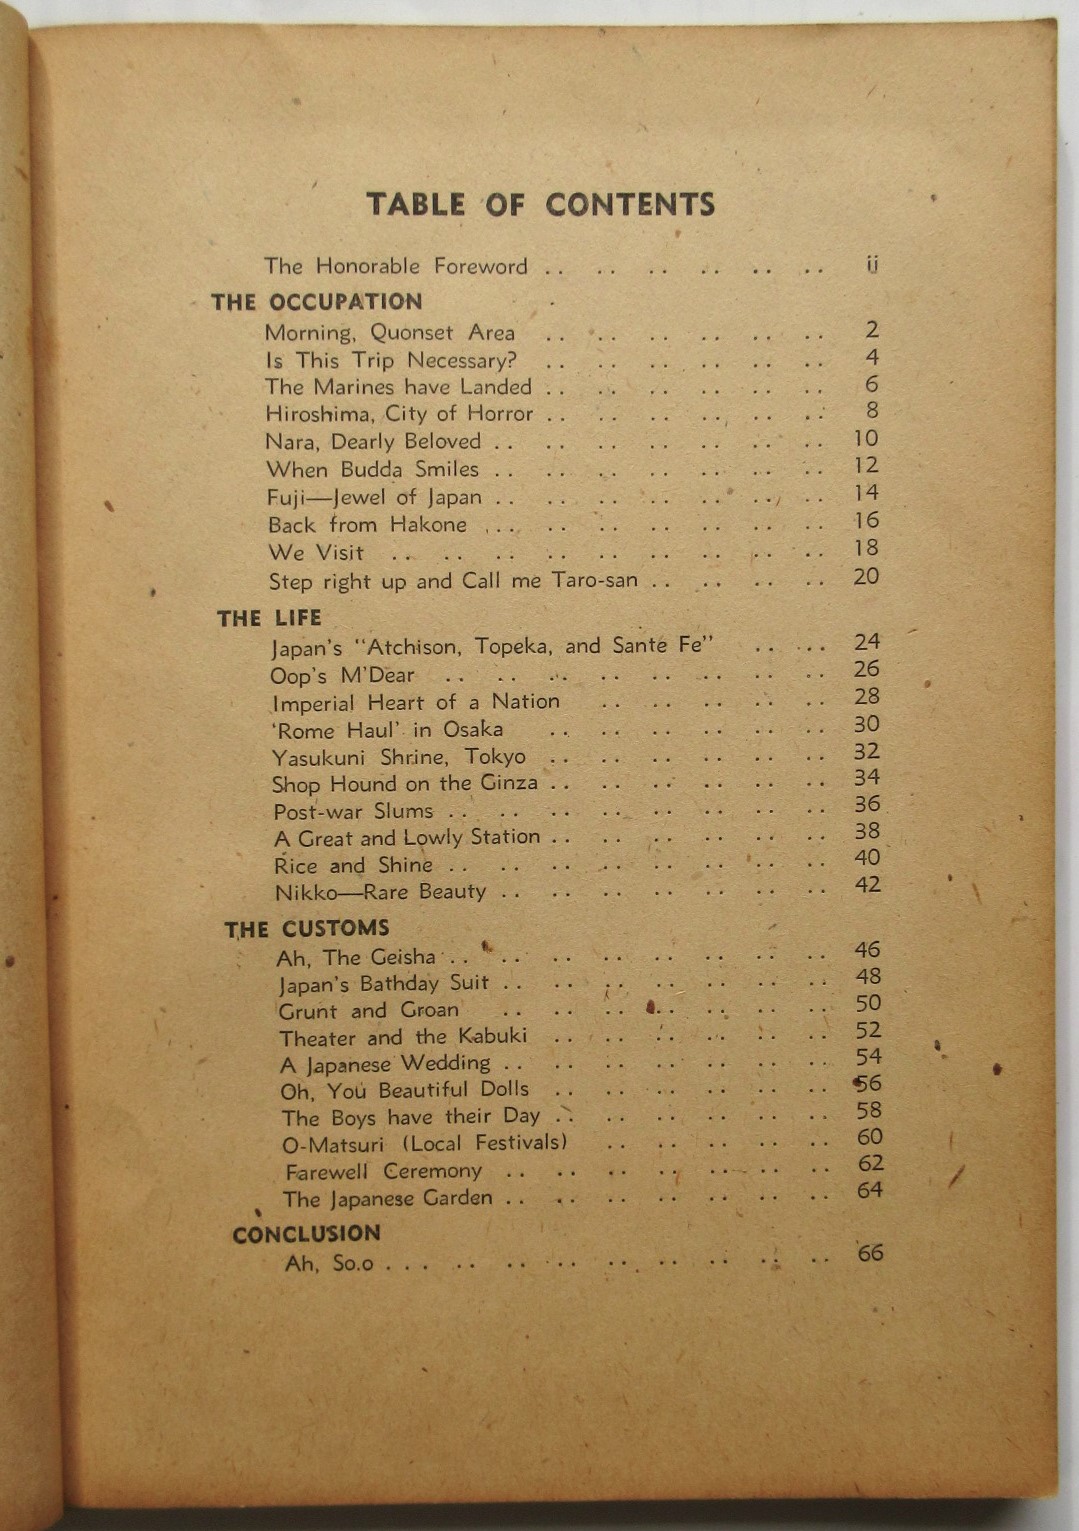 TABLE OF CONTENTS
The Honorable Foreword .. .. .. .. .. .. ii
THE OCCUPATION
Morning, Quonset Area .. .. .. .. .. .. 2
Is This Trip Necessary? .. .. .. .. .. .. 4
The Marines have Landed .. .. .. .. .. .. 6
Hiroshima, City of Horror .. .. .. .. .. .. 8
Nara, Dearly Beloved .. .. .. .. .. .. .. 10
When Budda Smiles .. .. .. .. .. .. .. 12
Fuji—Jewel of Japan .. .. .. .. .. .. .. 14
Back from Hakone ... .. .. .. .. .. .. 16
We Visit .. .. .. .. .. .. .. .. .. 18
Step right up and Call me Taro-san .. .. .. .. 20
THE LIFE
Japan's "Atchison, Topeka, and Sante Fe" .. .. 24
Oop's M'Dear .. .. .. .. .. .. .. .. 26
Imperial Heart of a Nation .. .. .. .. .. 28
'Rome Haul' in Osaka .. .. .. .. .. .. 30
Yasukuni Shrine, Tokyo .. .. .. .. .. .. 32
Shop Hound on the Ginza .. .. .. .. .. .. 34
Post-war Slums .. .. .. .. .. .. .. .. 36
A Great and Lowly Station .. .. .. .. .. .. 38
Rice and Shine .. .. .. .. .. .. .. .. 40
Nikko—Rare Beauty .. .. .. .. .. .. .. 42
THE CUSTOMS
Ah, The Geisha .. .. .. .. .. .. .. .. 46
Japan's Bathday Suit .. .. .. .. .. .. .. 48
Grunt and Groan .. .. .. .. .. .. .. 50
Theater and the Kabuki .. .. .. .. .. .. 52
A Japanese Wedding .. .. .. .. .. .. .. 54
Oh, You Beautiful Dolls .. .. .. .. .. .. 56
The Boys have their Day .. .. .. .. .. .. 58
O-Matsuri (Local Festivals) .. .. .. .. .. 60
Farewell Ceremony .. .. .. .. .. .. .. 62
The Japanese Garden .. .. .. .. .. .. .. 64
CONCLUSION
Ah, So.o ... .. .. .. .. .. .. .. .. 66